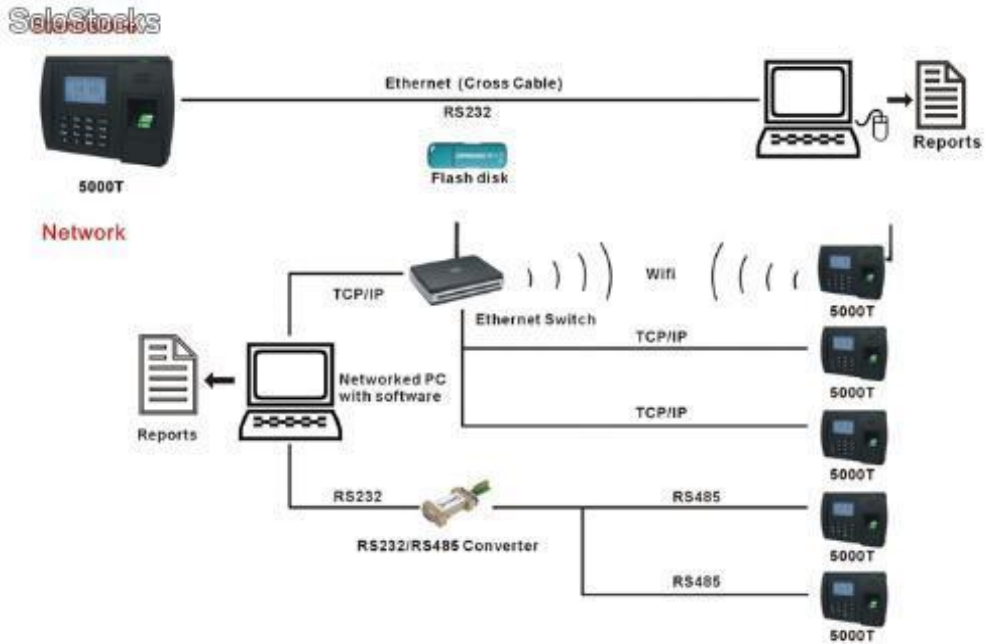 SoloStocks
Ethernet (Cross Cable)
RS232
Flash disk
Reports
5000T
Network
Wifi
TCP/IP
Ethernet Switch
5000T
TCP/IP
5000T
Networked PC
with software
TCP/IP
Reports
5000T
RS232
RS485
RS232/RS485 Converter
5000T
RS485
5000T